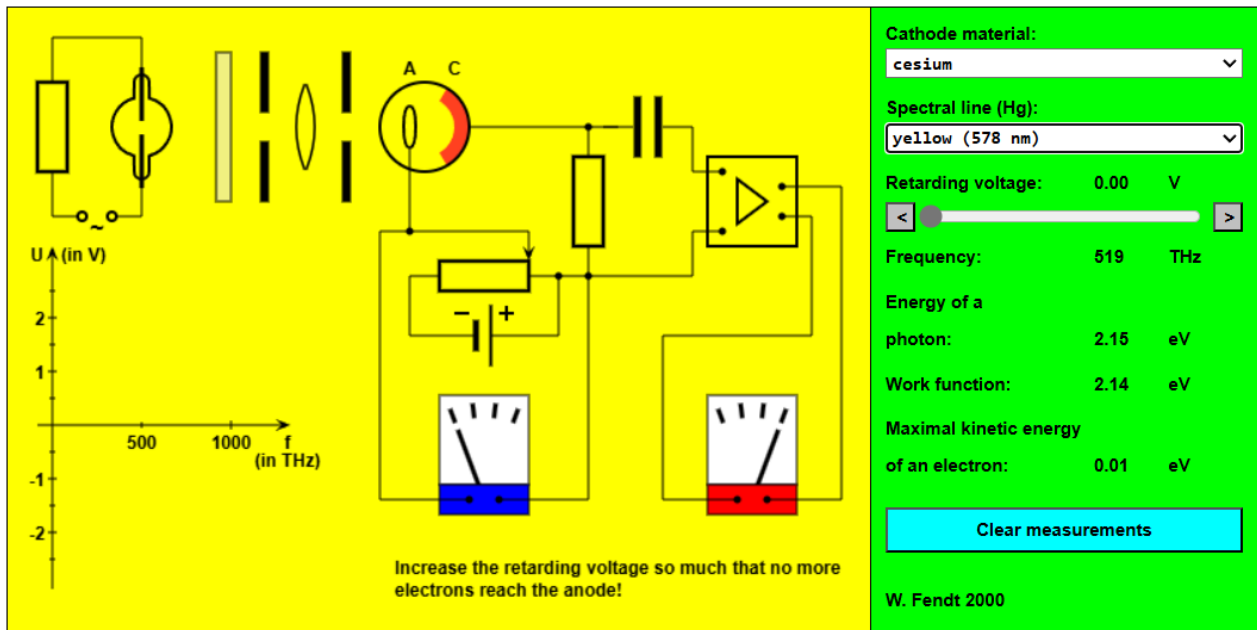 A C
~
U (in V)
2
1
500 1000 f
(in THz)
-1
-2
− +
Increase the retarding voltage so much that no more
electrons reach the anode!
Cathode material:
cesium
Spectral line (Hg):
yellow (578 nm)
Retarding voltage: 0.00 V
< >
Frequency: 519 THz
Energy of a
photon: 2.15 eV
Work function: 2.14 eV
Maximal kinetic energy
of an electron: 0.01 eV
Clear measurements
W. Fendt 2000